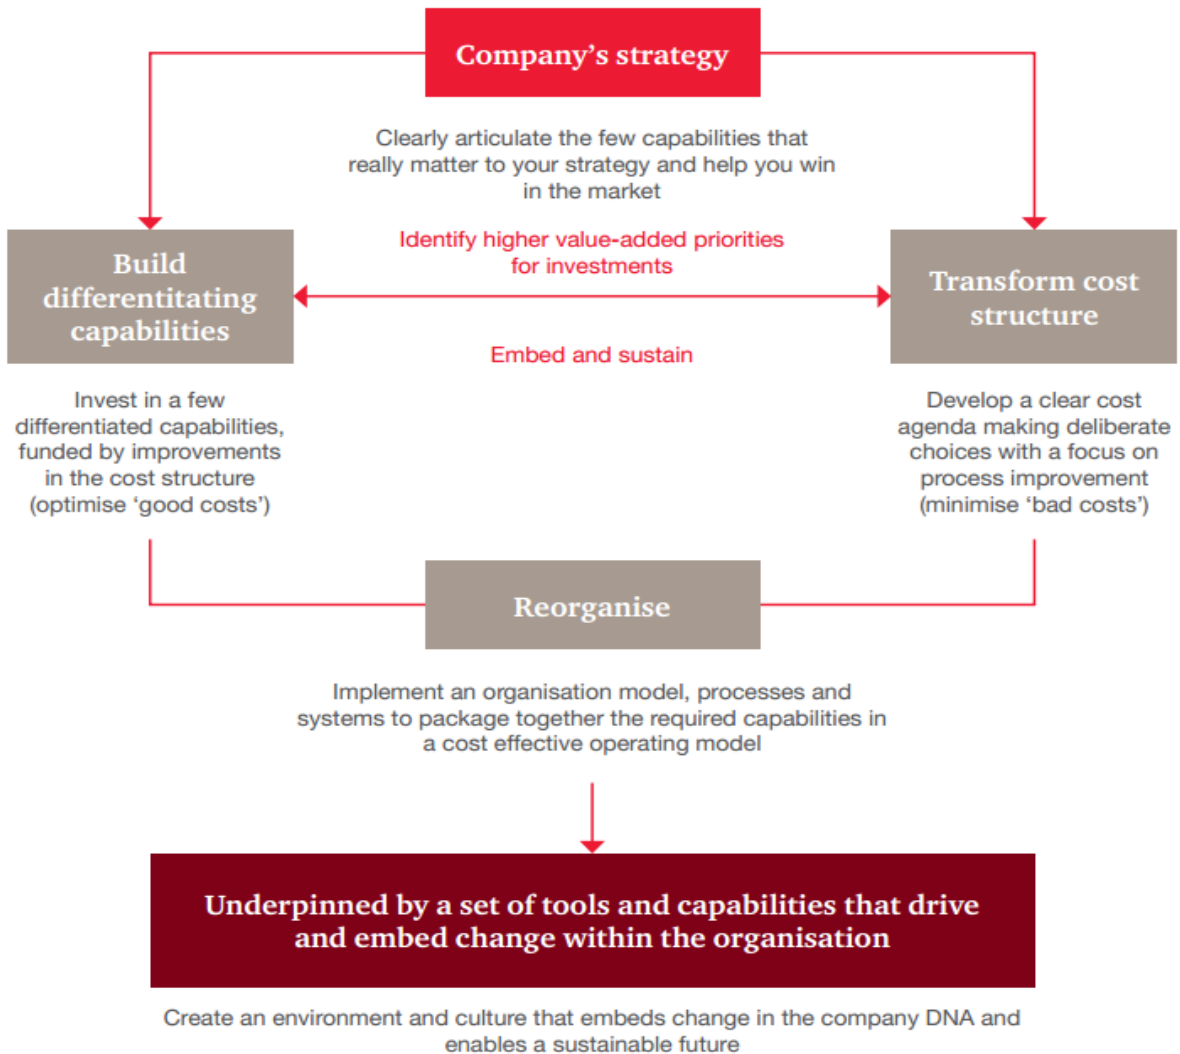 Company’s strategy
Clearly articulate the few capabilities that
really matter to your strategy and help you win
in the market
Identify higher value-added priorities
for investments
Build
differentitating
capabilities
Transform cost
structure
Embed and sustain
Invest in a few
differentiated capabilities,
funded by improvements
in the cost structure
(optimise ‘good costs’)
Develop a clear cost
agenda making deliberate
choices with a focus on
process improvement
(minimise ‘bad costs’)
Reorganise
Implement an organisation model, processes and
systems to package together the required capabilities in
a cost effective operating model
Underpinned by a set of tools and capabilities that drive
and embed change within the organisation
Create an environment and culture that embeds change in the company DNA and
enables a sustainable future